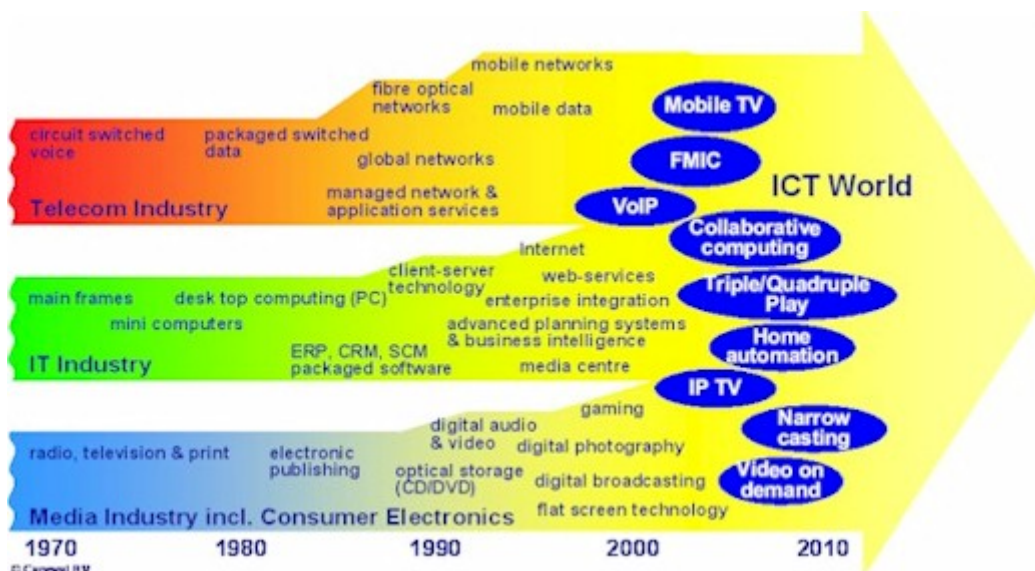 mobile networks
fibre optical
networks
mobile data
Mobile TV
circuit switched
voice
packaged switched
data
global networks
FMIC
ICT World
managed network &
application services
Telecom Industry
VoIP
Collaborative
computing
Internet
client-server
technology
web-services
main frames
desk top computing (PC)
enterprise integration
Triple/Quadruple
Play
mini computers
advanced planning systems
& business intelligence
Home
automation
ERP, CRM, SCM
packaged software
media centre
IT Industry
IP TV
gaming
digital audio
& video
Narrow
casting
radio, television & print
electronic
publishing
digital photography
optical storage
(CD/DVD)
digital broadcasting
Video on
demand
flat screen technology
Media Industry incl. Consumer Electronics
1970
1980
1990
2000
2010